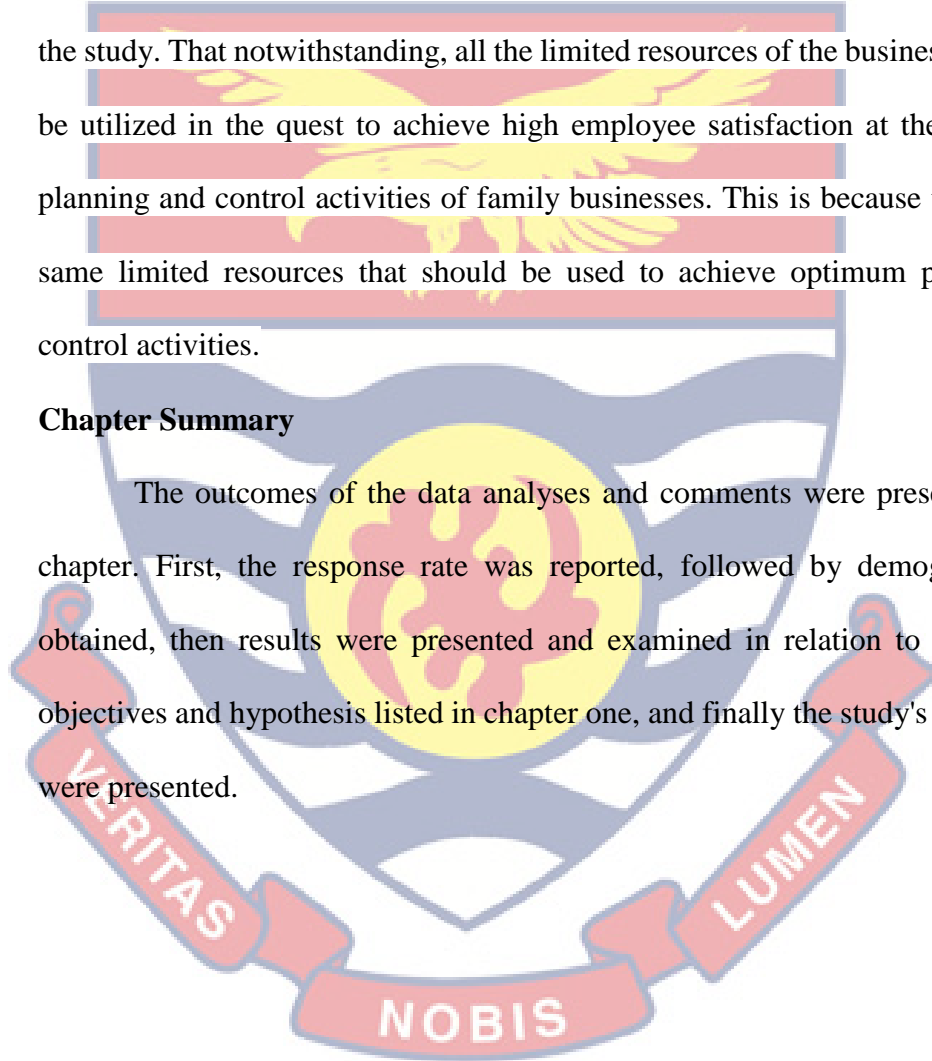 the study. That notwithstanding, all the limited resources of the busines
be utilized in the quest to achieve high employee satisfaction at the
planning and control activities of family businesses. This is because
same limited resources that should be used to achieve optimum p
control activities.
Chapter Summary
The outcomes of the data analyses and comments were prese
chapter. First, the response rate was reported, followed by demog
obtained, then results were presented and examined in relation to
objectives and hypothesis listed in chapter one, and finally the study's
were presented.
VERITAS
NOBIS
LUMEN